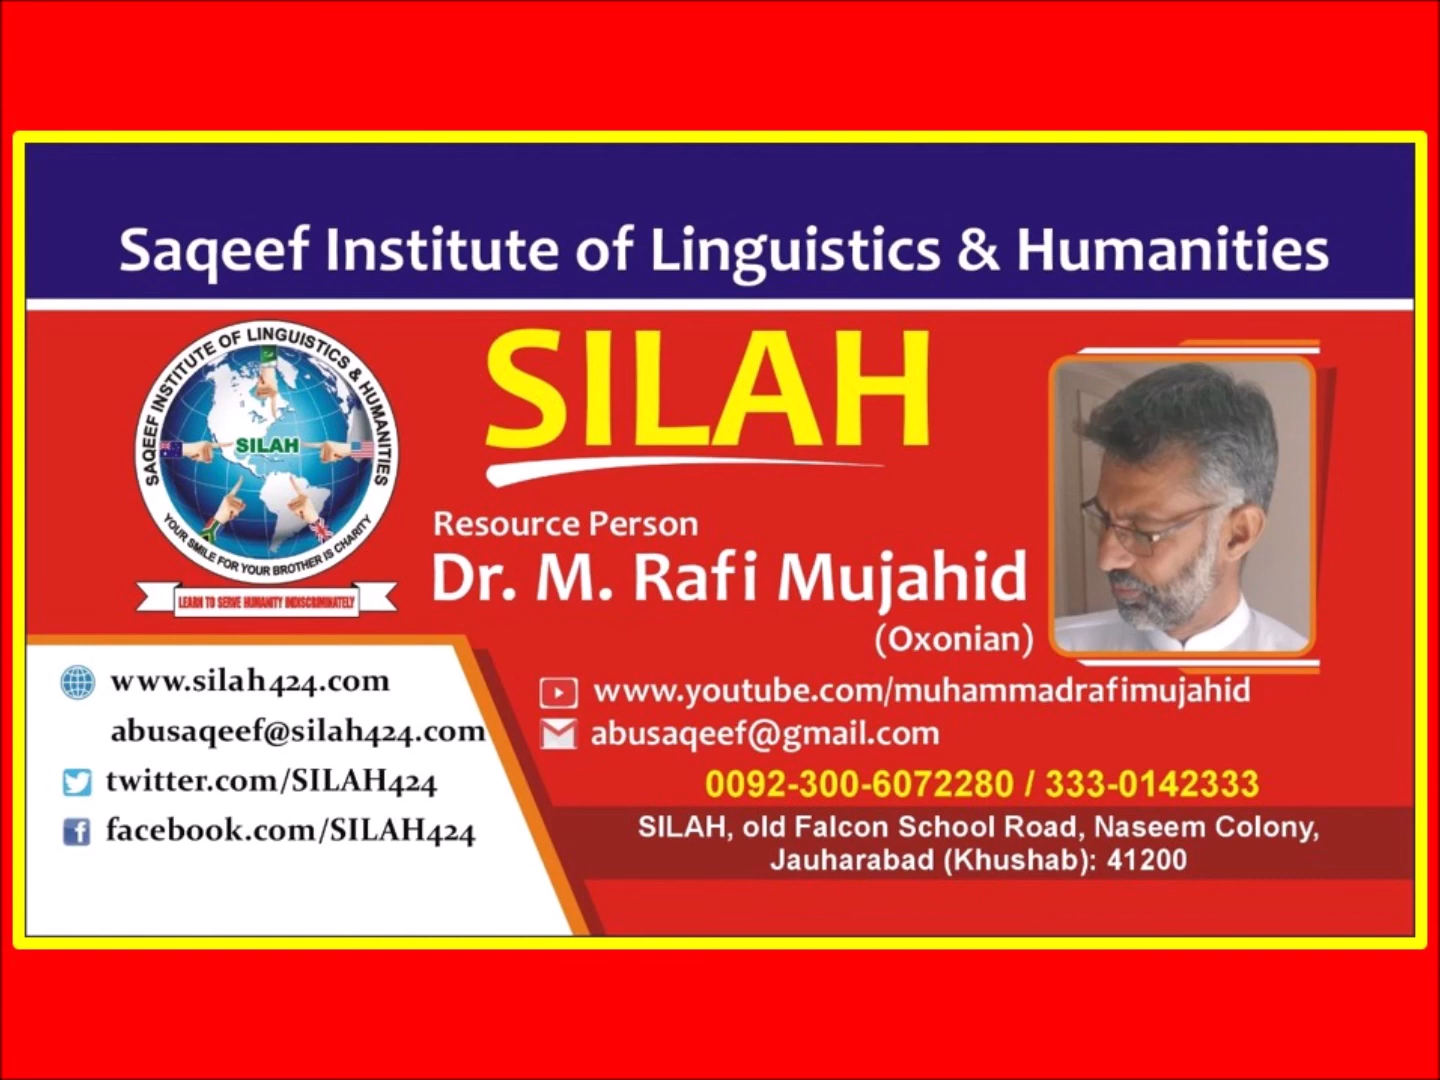 Saqeef Institute of Linguistics & Humanities
SAQEEF INSTITUTE OF LINGUISTICS & HUMANITIES
SILAH
YOUR SMILE FOR YOUR BROTHER IS CHARITY
LEARN TO SERVE HUMANITY INDISCRIMINATELY
SILAH
Resource Person
Dr. M. Rafi Mujahid
(Oxonian)
www.silah424.com
abusaqeef@silah424.com
twitter.com/SILAH424
facebook.com/SILAH424
www.youtube.com/muhammadrafimujahid
abusaqeef@gmail.com
0092-300-6072280 / 333-0142333
SILAH, old Falcon School Road, Naseem Colony,
Jauharabad (Khushab): 41200